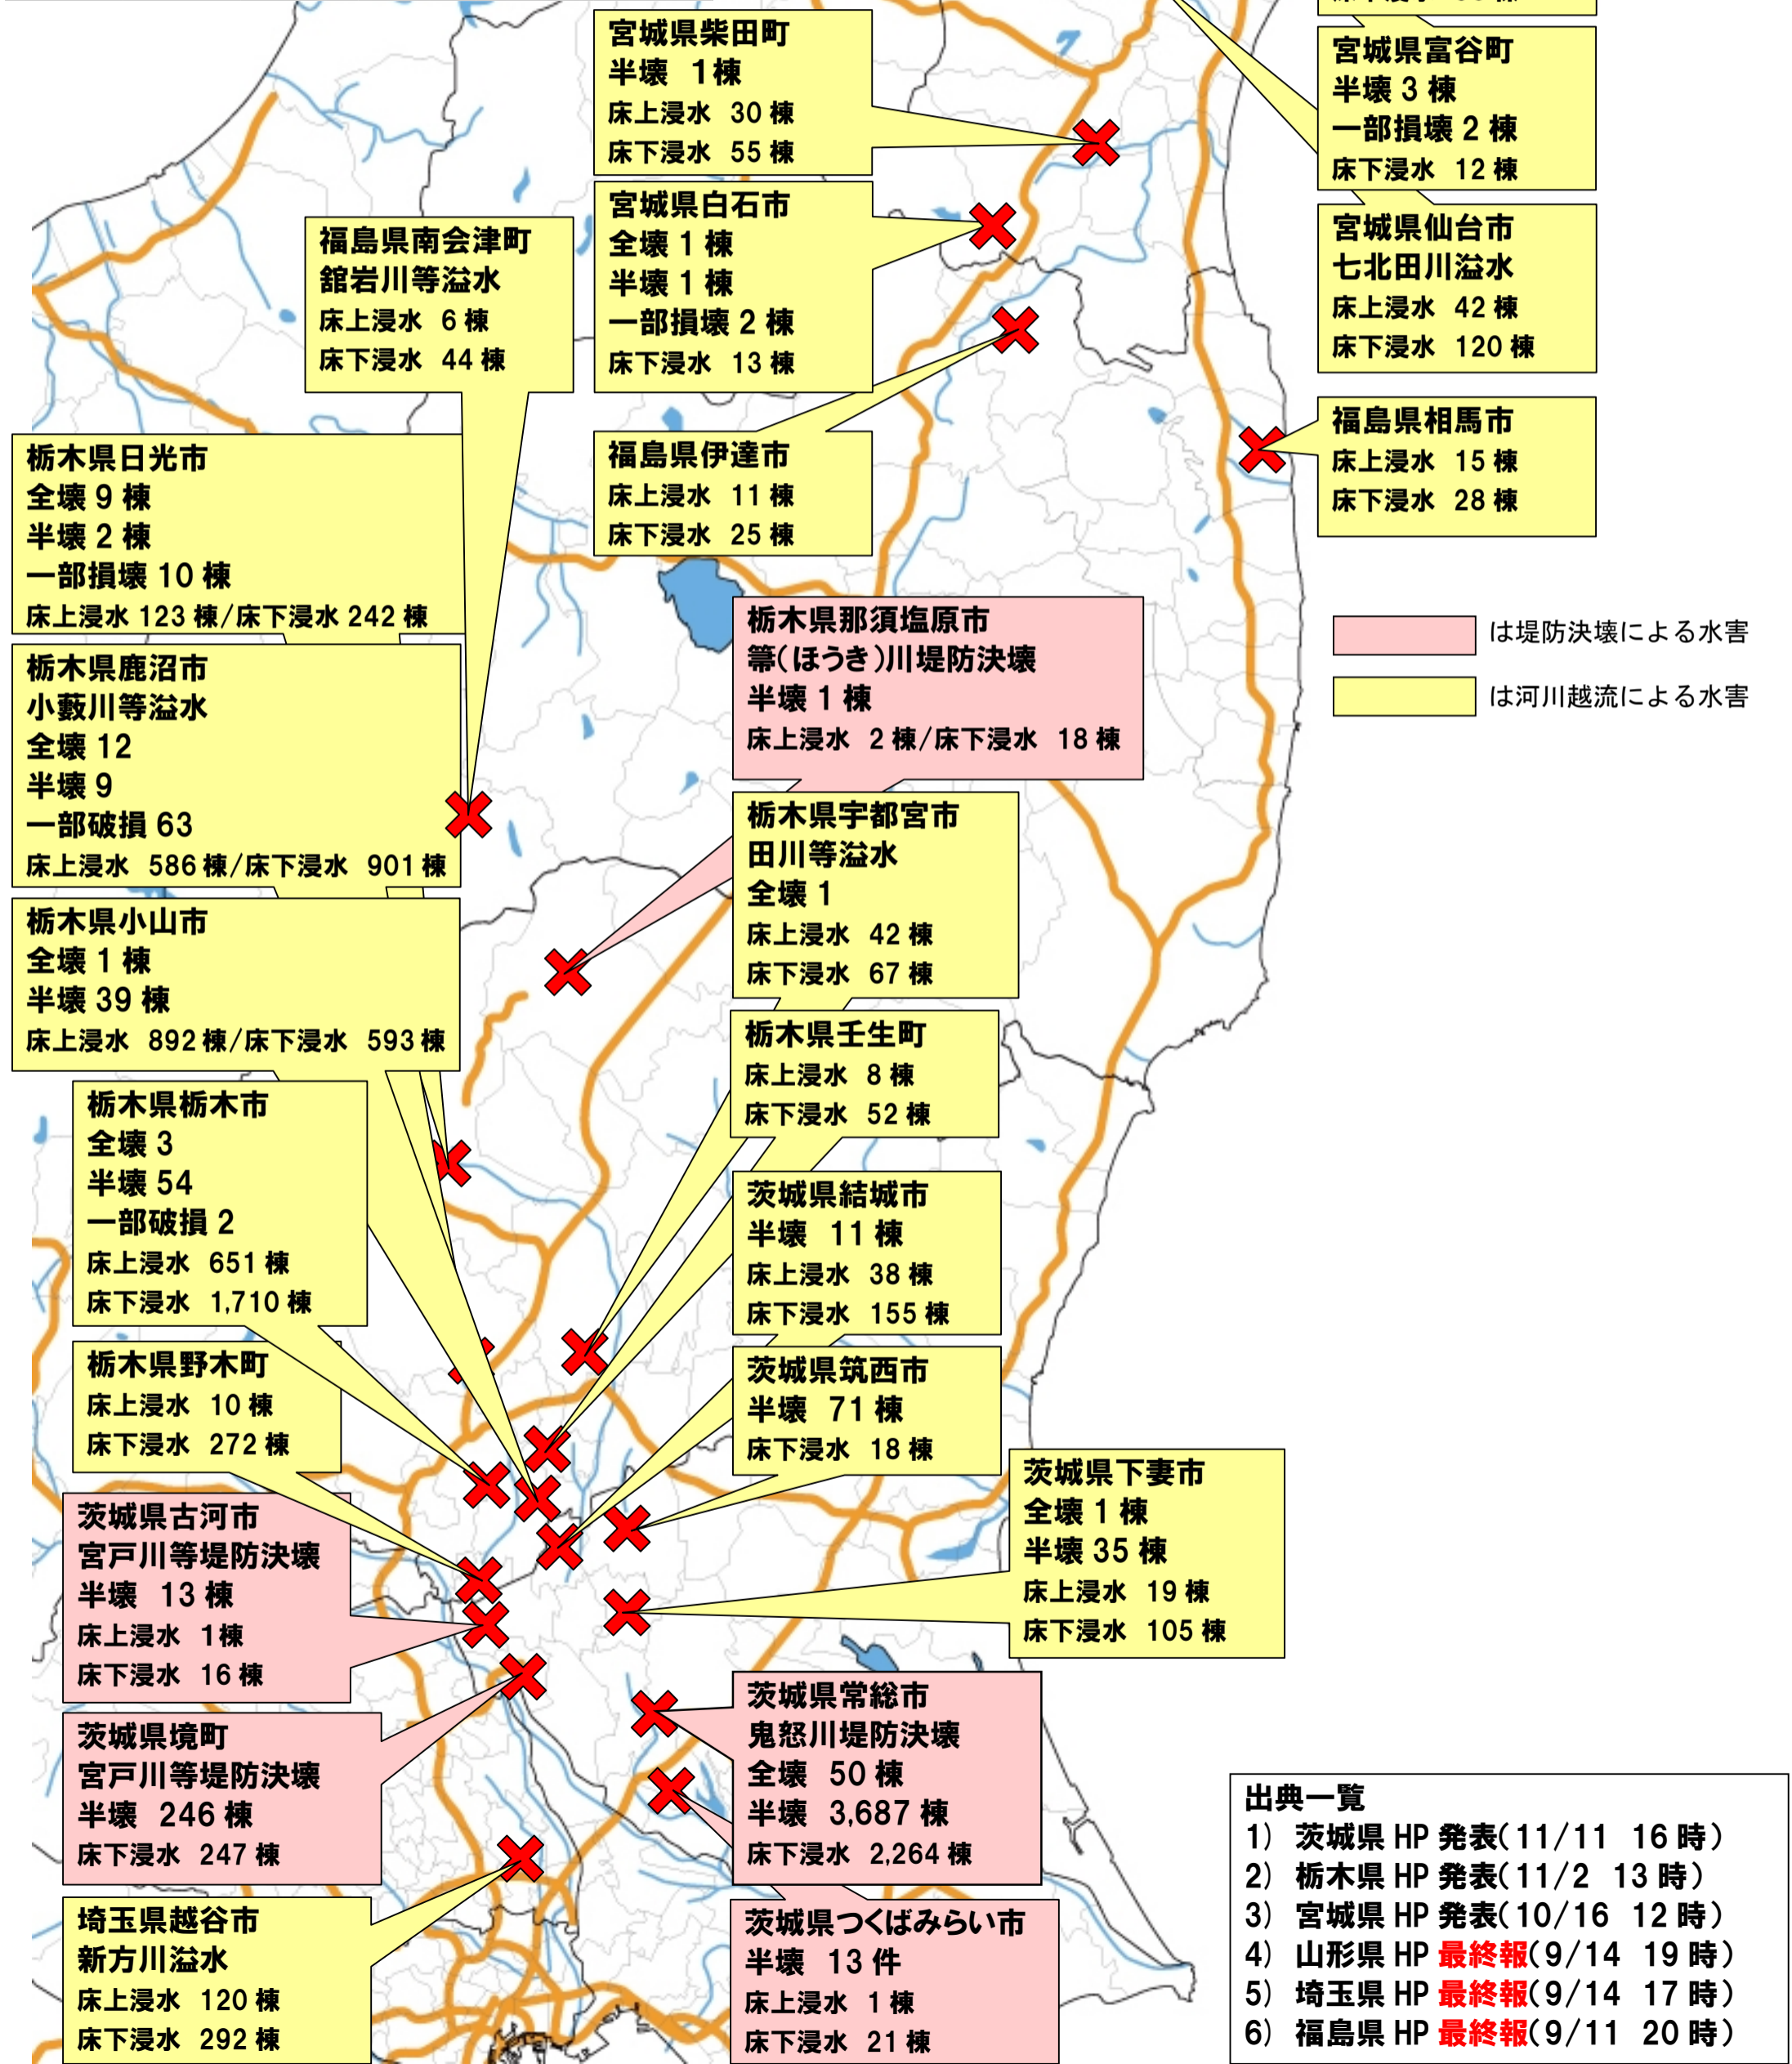 宮城県柴田町
半壊 1棟
床上浸水 30棟
床下浸水 55棟
宮城県富谷町
半壊3棟
一部損壊2棟
床下浸水 12棟
宮城県白石市
全壊1棟
半壊1棟
一部損壊2棟
床下浸水 13棟
宮城県仙台市
七北田川溢水
床上浸水 42棟
床下浸水 120棟
福島県南会津町
舘岩川等溢水
床上浸水 6棟
床下浸水 44棟
福島県伊達市
床上浸水 11棟
床下浸水 25棟
福島県相馬市
床上浸水 15棟
床下浸水 28棟
栃木県日光市
全壊9棟
半壊2棟
一部損壊10棟
床上浸水123棟/床下浸水242棟
は堤防決壊による水害
は河川越流による水害
栃木県那須塩原市
箒(ほうき)川堤防決壊
半壊1棟
床上浸水 2棟/床下浸水 18棟
栃木県鹿沼市
小藪川等溢水
全壊12
半壊9
一部破損63
床上浸水 586棟/床下浸水 901棟
栃木県宇都宮市
田川等溢水
全壊1
床上浸水 42棟
床下浸水 67棟
栃木県小山市
全壊1棟
半壊39棟
床上浸水 892棟/床下浸水 593棟
栃木県壬生町
床上浸水 8棟
床下浸水 52棟
栃木県栃木市
全壊3
半壊54
一部破損2
床上浸水 651棟
床下浸水 1,710棟
茨城県結城市
半壊 11棟
床上浸水 38棟
床下浸水 155棟
栃木県野木町
床上浸水 10棟
床下浸水 272棟
茨城県筑西市
半壊 71棟
床下浸水 18棟
茨城県下妻市
全壊1棟
半壊35棟
床上浸水 19棟
床下浸水 105棟
茨城県古河市
宮戸川等堤防決壊
半壊 13棟
床上浸水 1棟
床下浸水 16棟
茨城県常総市
鬼怒川堤防決壊
全壊 50棟
半壊 3,687棟
床下浸水 2,264棟
茨城県境町
宮戸川等堤防決壊
半壊 246棟
床下浸水 247棟
埼玉県越谷市
新方川溢水
床上浸水 120棟
床下浸水 292棟
茨城県つくばみらい市
半壊 13件
床上浸水 1棟
床下浸水 21棟
出典一覧
1) 茨城県HP発表(11/11 16時)
2) 栃木県HP発表(11/2 13時)
3) 宮城県HP発表(10/16 12時)
4) 山形県HP最終報(9/14 19時)
5) 埼玉県HP最終報(9/14 17時)
6) 福島県HP最終報(9/11 20時)